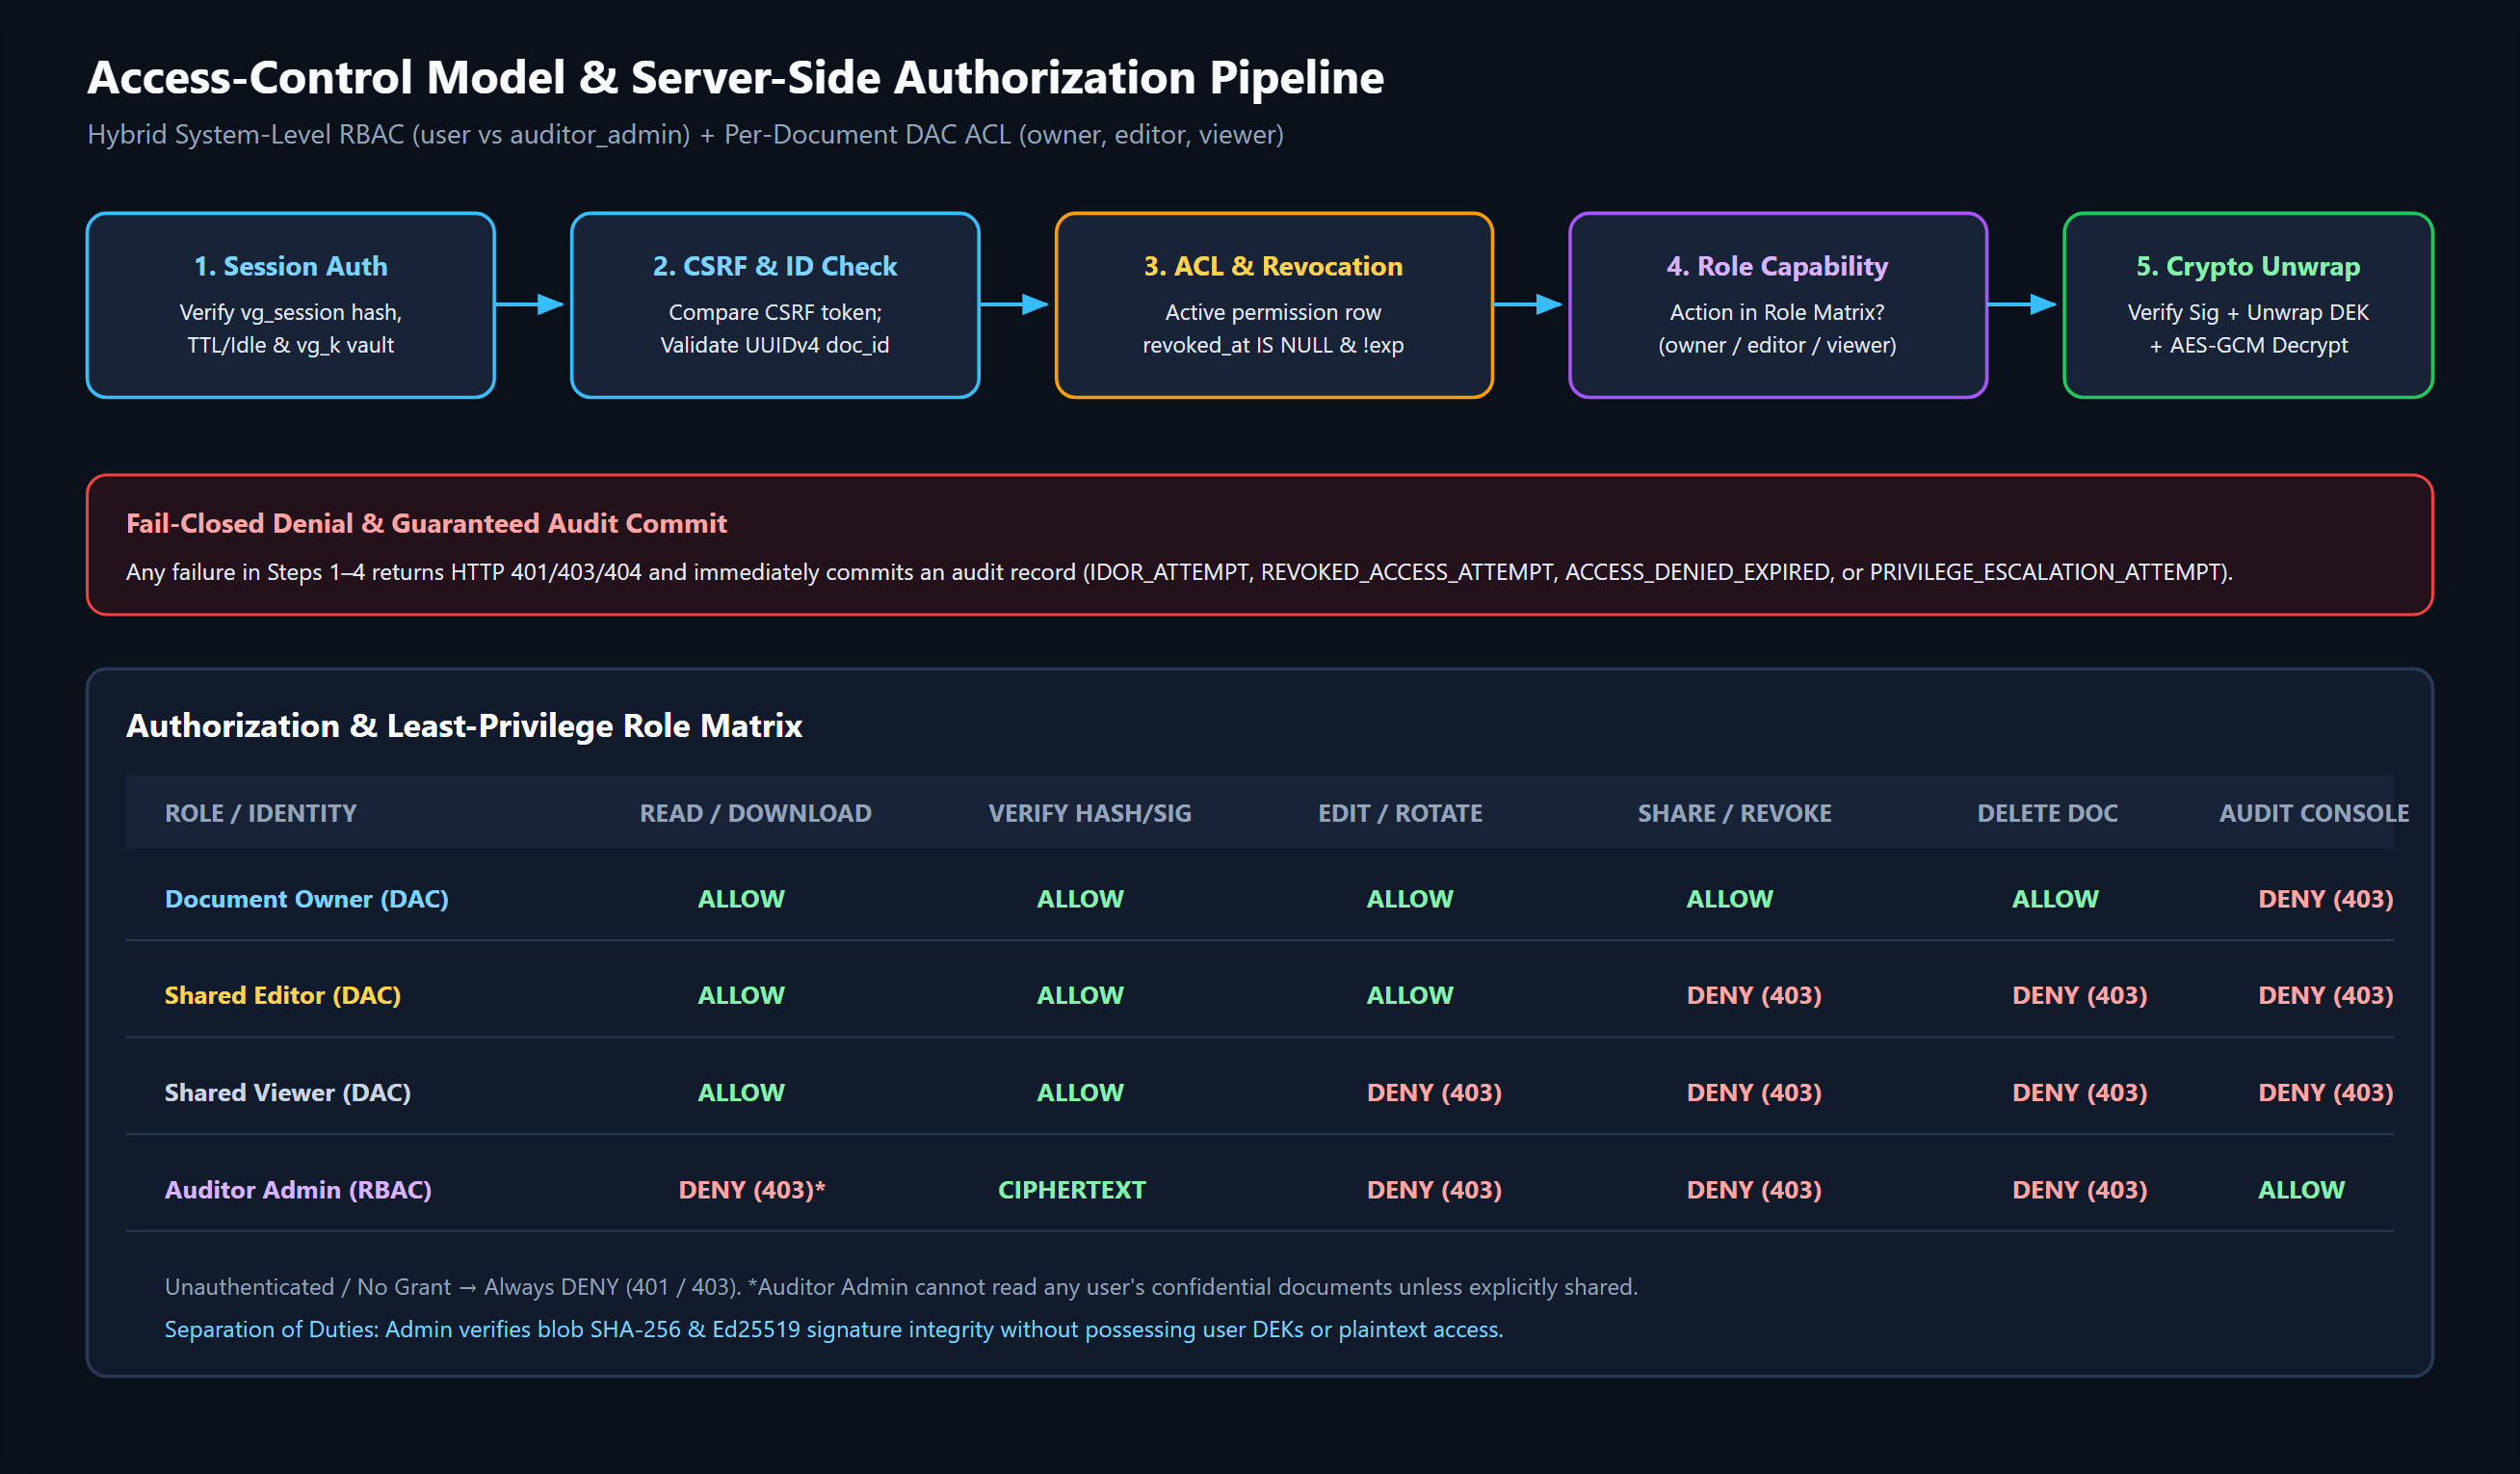 Access-Control Model & Server-Side Authorization Pipeline
Hybrid System-Level RBAC (user vs auditor_admin) + Per-Document DAC ACL (owner, editor, viewer)
1. Session Auth
Verify vg_session hash,
TTL/Idle & vg_k vault
2. CSRF & ID Check
Compare CSRF token;
Validate UUIDv4 doc_id
3. ACL & Revocation
Active permission row
revoked_at IS NULL & !exp
4. Role Capability
Action in Role Matrix?
(owner / editor / viewer)
5. Crypto Unwrap
Verify Sig + Unwrap DEK
+ AES-GCM Decrypt
Fail-Closed Denial & Guaranteed Audit Commit
Any failure in Steps 1–4 returns HTTP 401/403/404 and immediately commits an audit record (IDOR_ATTEMPT, REVOKED_ACCESS_ATTEMPT, ACCESS_DENIED_EXPIRED, or PRIVILEGE_ESCALATION_ATTEMPT).
Authorization & Least-Privilege Role Matrix
ROLE / IDENTITY READ / DOWNLOAD VERIFY HASH/SIG EDIT / ROTATE SHARE / REVOKE DELETE DOC AUDIT CONSOLE
Document Owner (DAC) ALLOW ALLOW ALLOW ALLOW ALLOW DENY (403)
Shared Editor (DAC) ALLOW ALLOW ALLOW DENY (403) DENY (403) DENY (403)
Shared Viewer (DAC) ALLOW ALLOW DENY (403) DENY (403) DENY (403) DENY (403)
Auditor Admin (RBAC) DENY (403)* CIPHERTEXT DENY (403) DENY (403) DENY (403) ALLOW
Unauthenticated / No Grant → Always DENY (401 / 403). *Auditor Admin cannot read any user's confidential documents unless explicitly shared.
Separation of Duties: Admin verifies blob SHA-256 & Ed25519 signature integrity without possessing user DEKs or plaintext access.